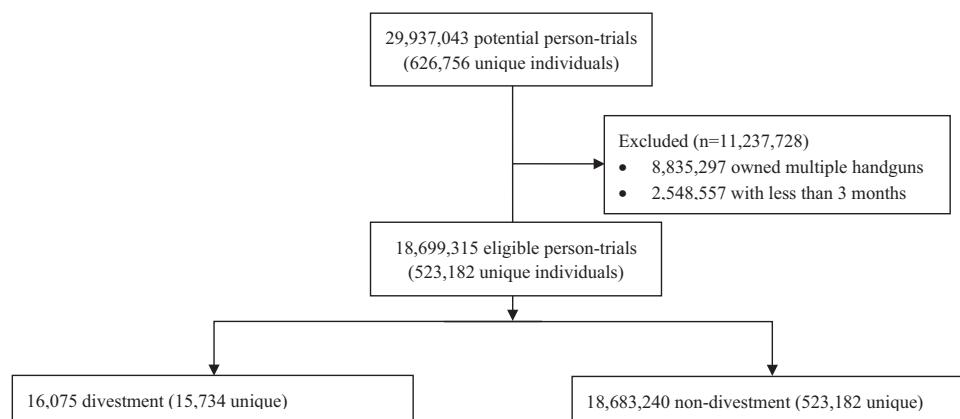 29,937,043 potential person-trials
(626,756 unique individuals)
Excluded (n=11,237,728)
• 8,835,297 owned multiple handguns
• 2,548,557 with less than 3 months
18,699,315 eligible person-trials
(523,182 unique individuals)
16,075 divestment (15,734 unique)
18,683,240 non-divestment (523,182 unique)